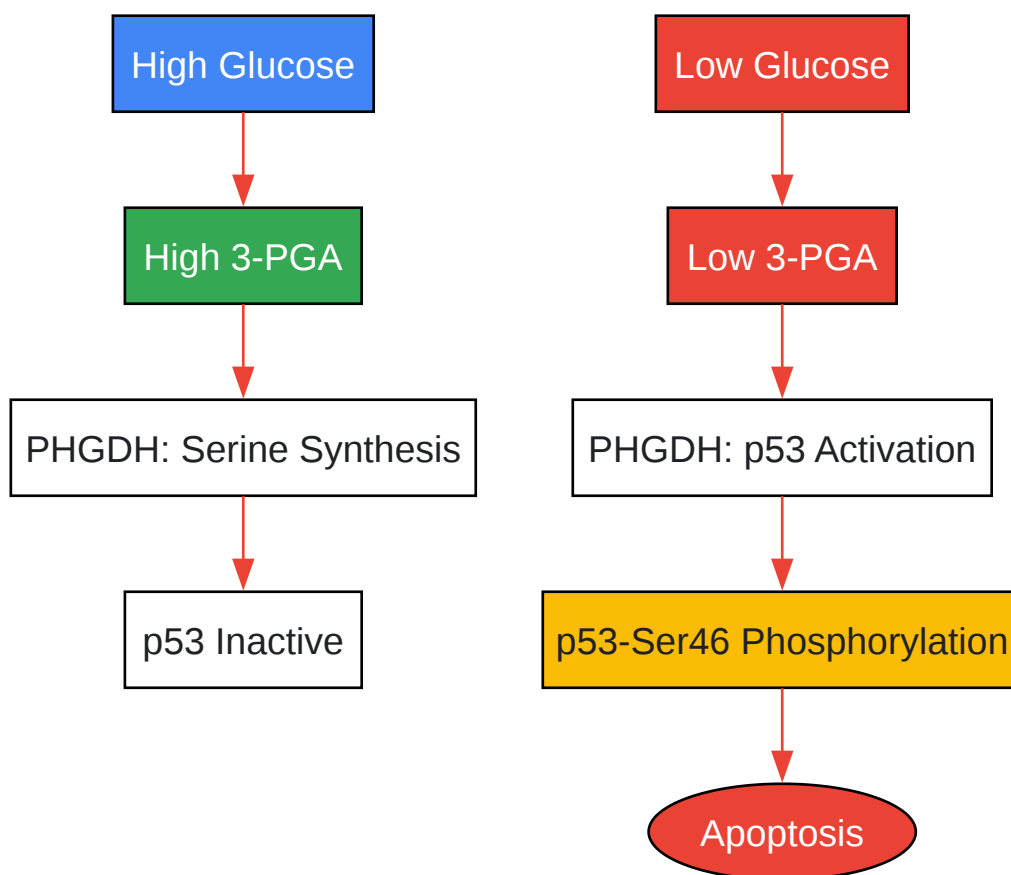 High Glucose
Low Glucose
High 3-PGA
Low 3-PGA
PHGDH: Serine Synthesis
PHGDH: p53 Activation
p53 Inactive
p53-Ser46 Phosphorylation
Apoptosis